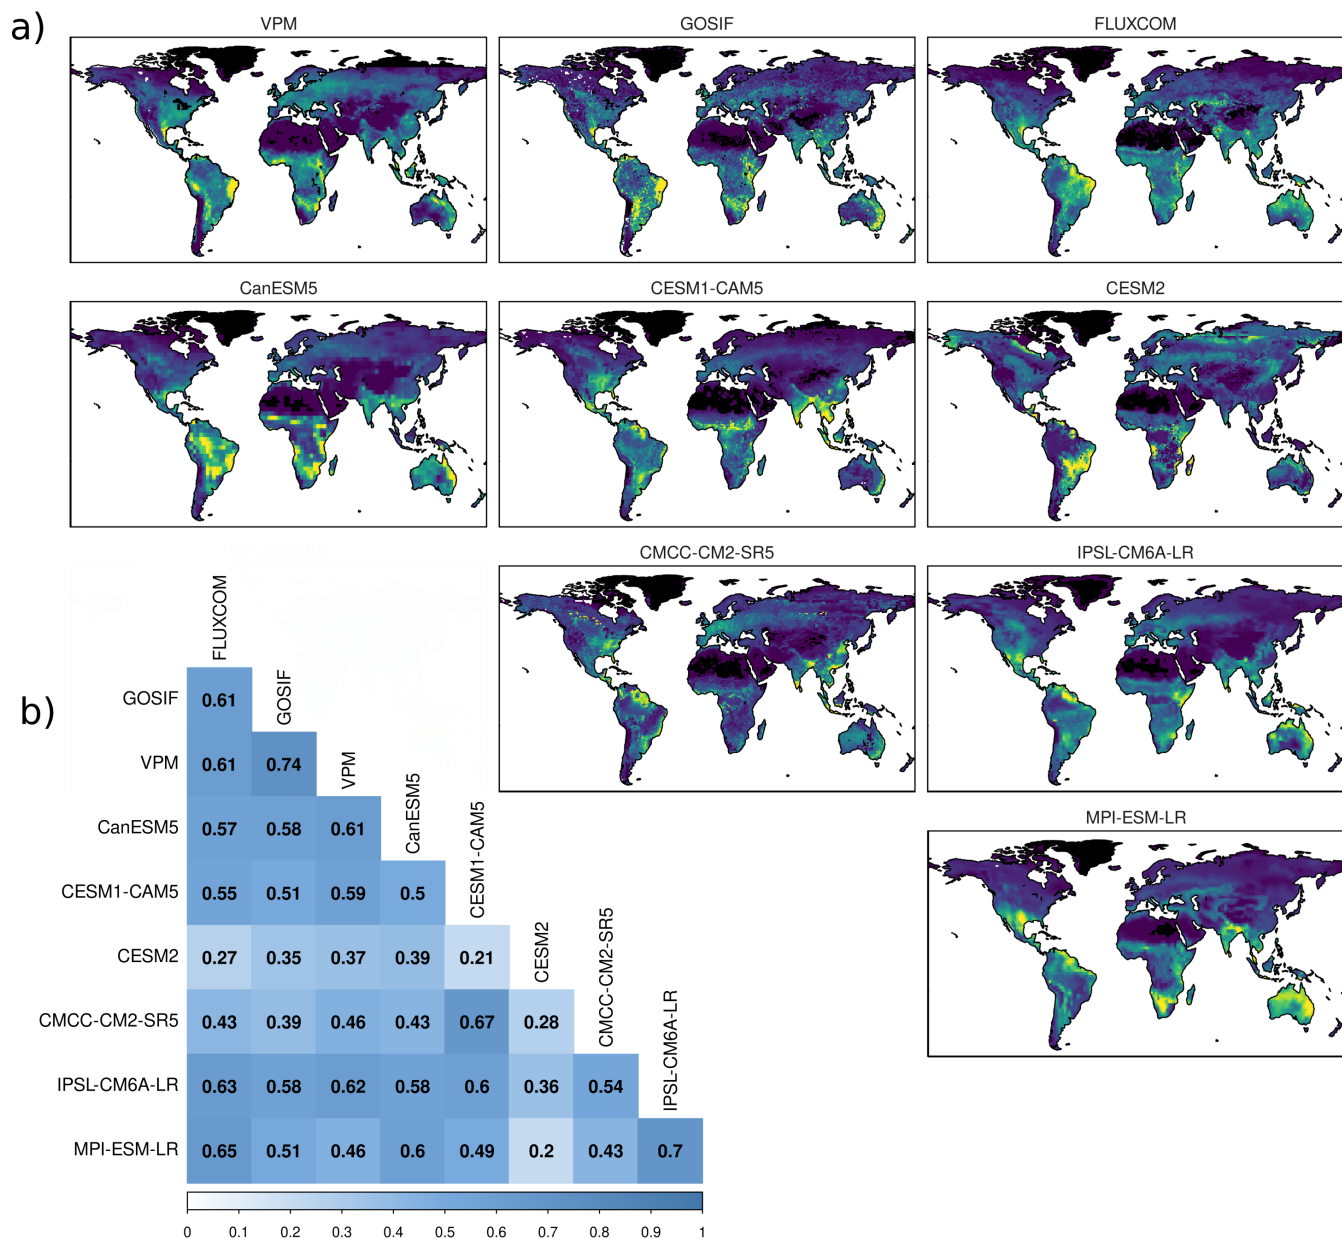 a)
VPM
GOSIF
FLUXCOM
CanESM5
CESM1-CAM5
CESM2
CMCC-CM2-SR5
IPSL-CM6A-LR
MPI-ESM-LR
b)
FLUXCOM
GOSIF
VPM
CanESM5
CESM1-CAM5
CESM2
CMCC-CM2-SR5
IPSL-CM6A-LR
GOSIF 0.61
VPM 0.61 0.74
CanESM5 0.57 0.58 0.61
CESM1-CAM5 0.55 0.51 0.59 0.5
CESM2 0.27 0.35 0.37 0.39 0.21
CMCC-CM2-SR5 0.43 0.39 0.46 0.43 0.67 0.28
IPSL-CM6A-LR 0.63 0.58 0.62 0.58 0.6 0.36 0.54
MPI-ESM-LR 0.65 0.51 0.46 0.6 0.49 0.2 0.43 0.7
0 0.1 0.2 0.3 0.4 0.5 0.6 0.7 0.8 0.9 1